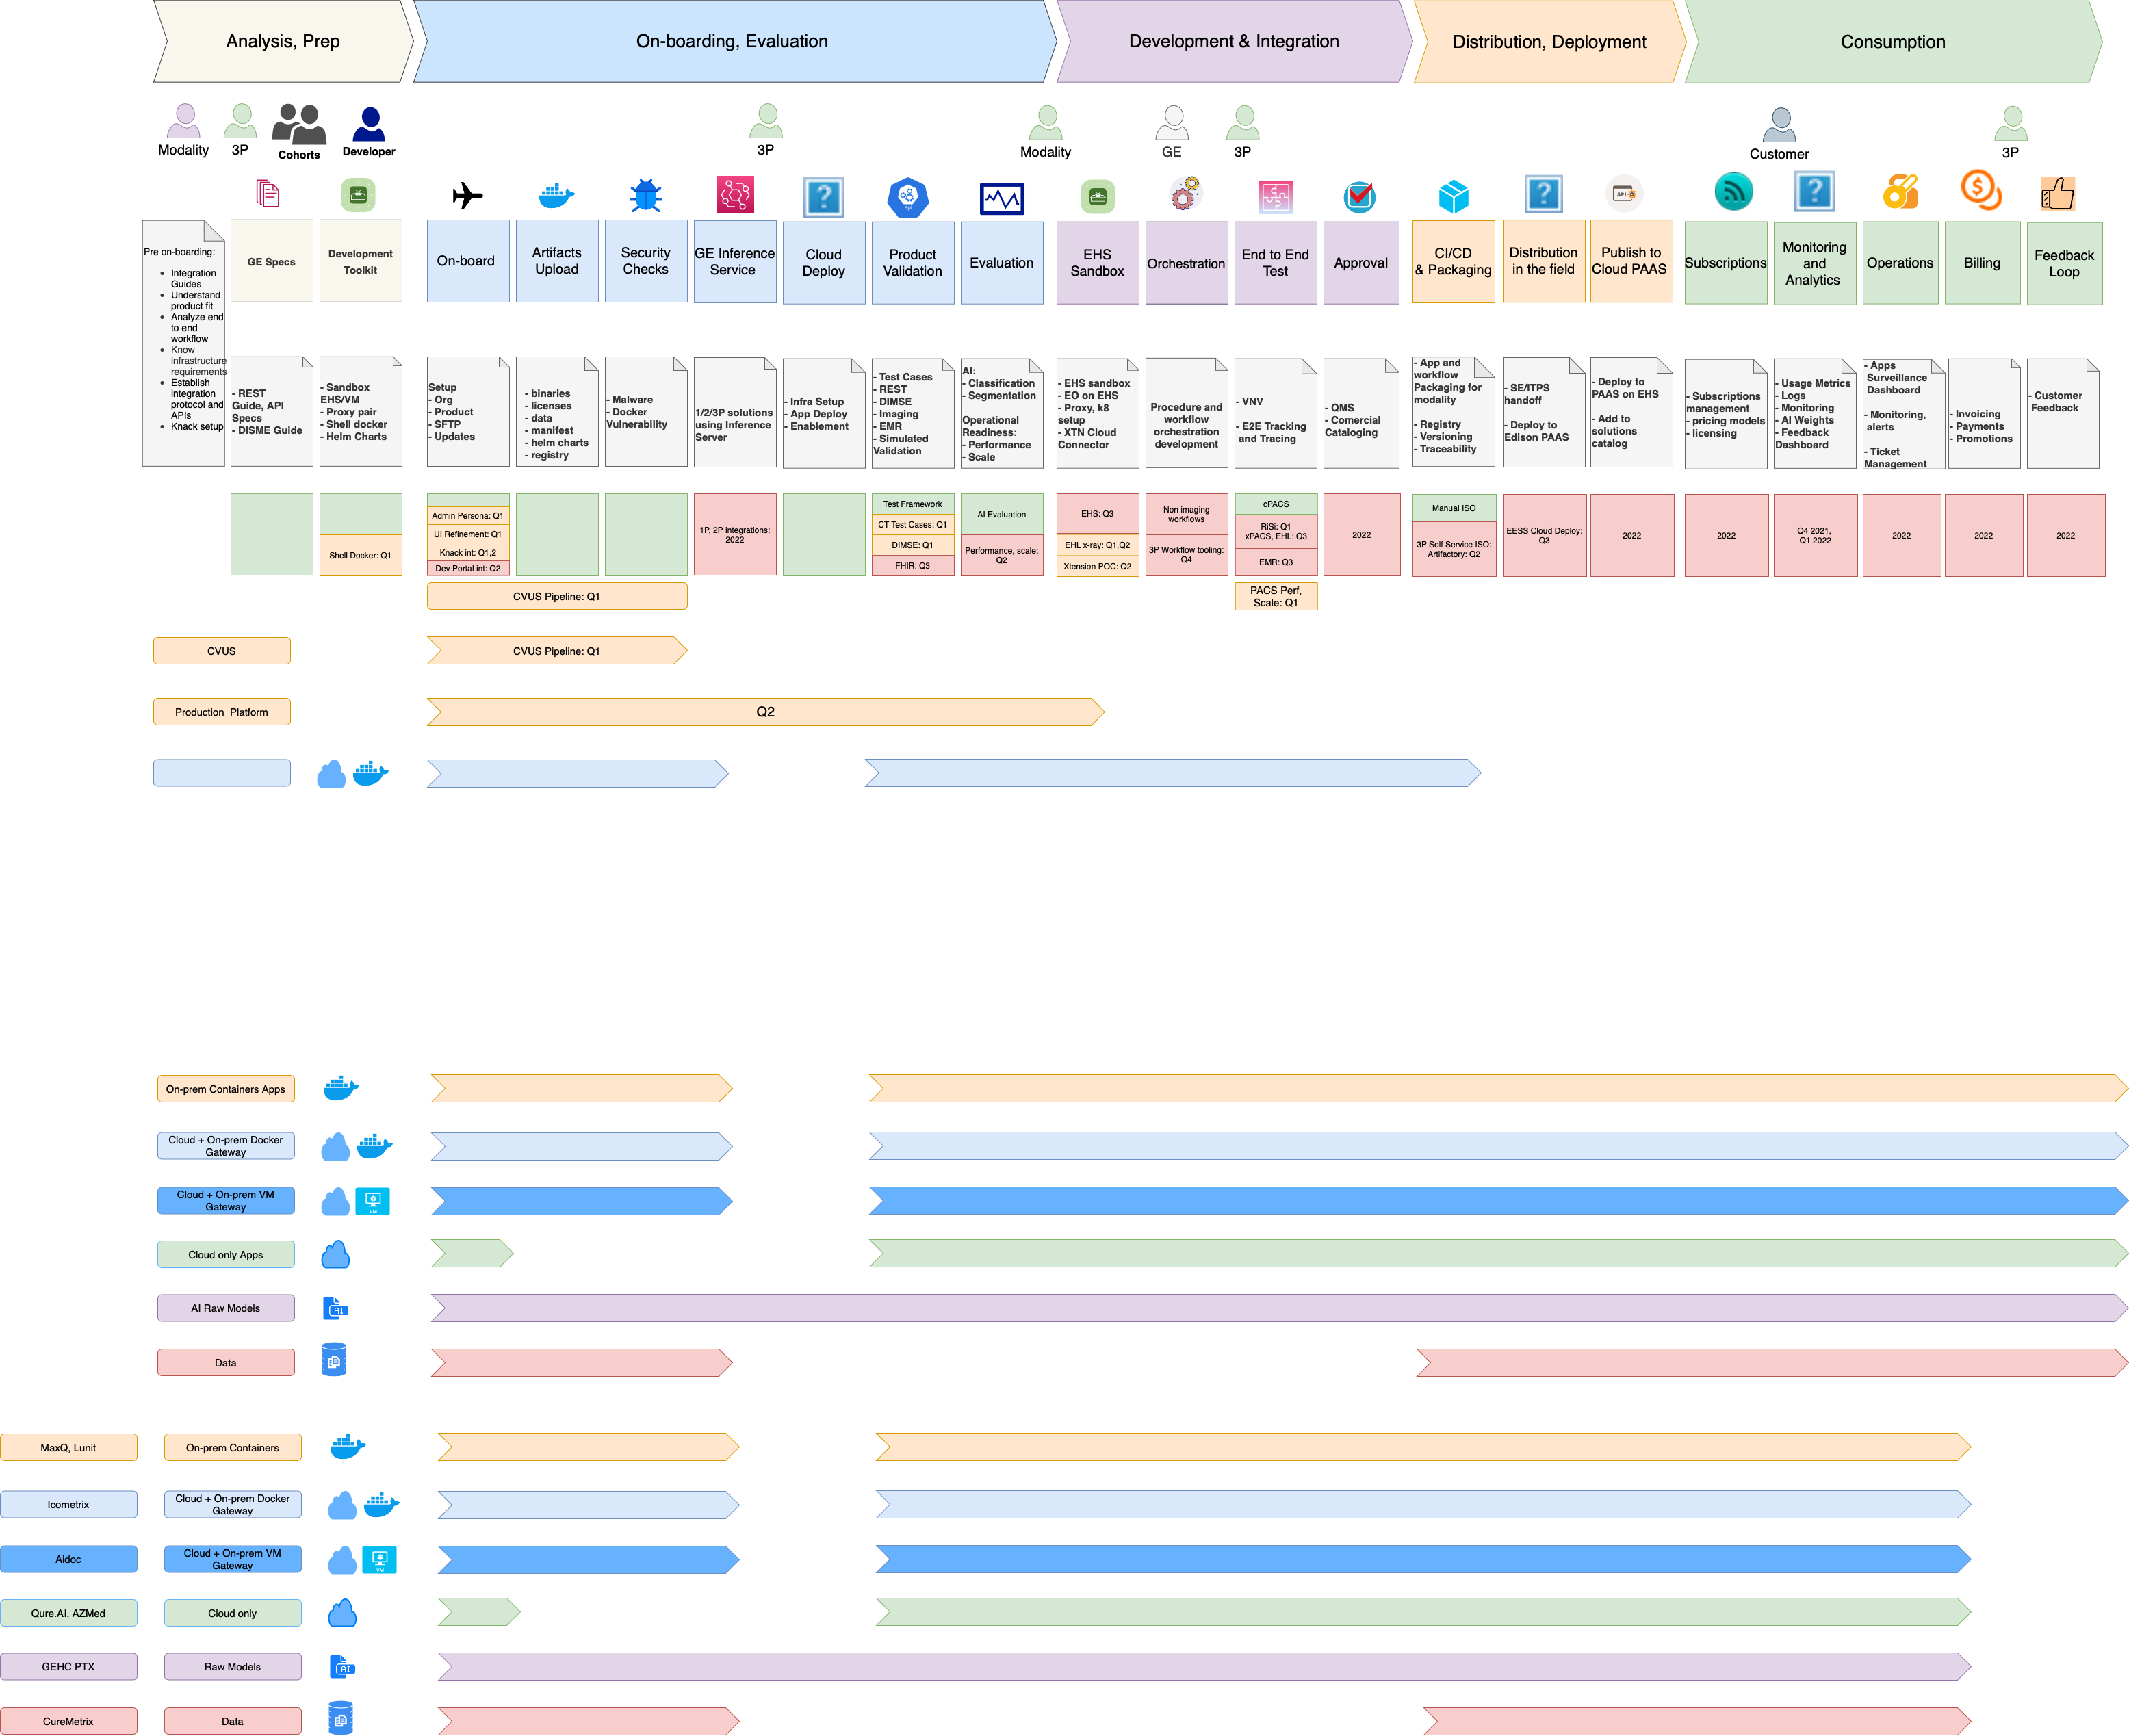 Analysis, Prep
On-boarding, Evaluation
Development & Integration
Distribution, Deployment
Consumption
Modality
3P
Cohorts
Developer
3P
Modality
GE
3P
Customer
3P
Pre on-boarding:
• Integration
Guides
• Understand
product fit
• Analyze end
to end
workflow
• Know
infrastructure
requirements
• Establish
integration
protocol and
APIs
• Knack setup
GE Specs
Development
Toolkit
On-board
Artifacts
Upload
Security
Checks
GE Inference
Service
Cloud
Deploy
api
Product
Validation
Evaluation
EHS
Sandbox
Orchestration
End to End
Test
Approval
CI/CD
& Packaging
Distribution
in the field
API
Publish to
Cloud PAAS
Subscriptions
Monitoring
and
Analytics
Operations
Billing
Feedback
Loop
- REST
Guide, API
Specs
- DISME Guide
- Sandbox
EHS/VM
- Proxy pair
- Shell docker
- Helm Charts
Setup
- Org
- Product
- SFTP
- Updates
- binaries
- licenses
- data
- manifest
- helm charts
- registry
- Malware
- Docker
Vulnerability
1/2/3P solutions
using Inference
Server
- Infra Setup
- App Deploy
- Enablement
- Test Cases
- REST
- DIMSE
- Imaging
- EMR
- Simulated
Validation
AI:
- Classification
- Segmentation
Operational
Readiness:
- Performance
- Scale
- EHS sandbox
- EO on EHS
- Proxy, k8
setup
- XTN Cloud
Connector
Procedure and
workflow
orchestration
development
- VNV
- E2E Tracking
and Tracing
- QMS
- Comercial
Cataloging
- App and
workflow
Packaging for
modality
- Registry
- Versioning
- Traceability
- SE/ITPS
handoff
- Deploy to
Edison PAAS
- Deploy to
PAAS on EHS
- Add to
solutions
catalog
- Subscriptions
management
- pricing models
- licensing
- Usage Metrics
- Logs
- Monitoring
- AI Weights
- Feedback
Dashboard
- Apps
Surveillance
Dashboard
- Monitoring,
alerts
- Ticket
Management
- Invoicing
- Payments
- Promotions
- Customer
Feedback
Shell Docker: Q1
Admin Persona: Q1
UI Refinement: Q1
Knack int: Q1,2
Dev Portal int: Q2
1P, 2P integrations:
2022
Test Framework
CT Test Cases: Q1
DIMSE: Q1
FHIR: Q3
AI Evaluation
Performance, scale:
Q2
EHS: Q3
EHL x-ray: Q1,Q2
Xtension POC: Q2
Non imaging
workflows
3P Workflow tooling:
Q4
cPACS
RiSi: Q1
xPACS, EHL: Q3
EMR: Q3
2022
Manual ISO
3P Self Service ISO:
Artifactory: Q2
EESS Cloud Deploy:
Q3
2022
2022
Q4 2021,
Q1 2022
2022
2022
2022
CVUS Pipeline: Q1
PACS Perf,
Scale: Q1
CVUS
CVUS Pipeline: Q1
Production Platform
Q2
On-prem Containers Apps
Cloud + On-prem Docker
Gateway
Cloud + On-prem VM
Gateway
VM
Cloud only Apps
AI Raw Models
AI
Data
MaxQ, Lunit
On-prem Containers
Icometrix
Cloud + On-prem Docker
Gateway
Aidoc
Cloud + On-prem VM
Gateway
VM
Qure.AI, AZMed
Cloud only
GEHC PTX
Raw Models
AI
CureMetrix
Data